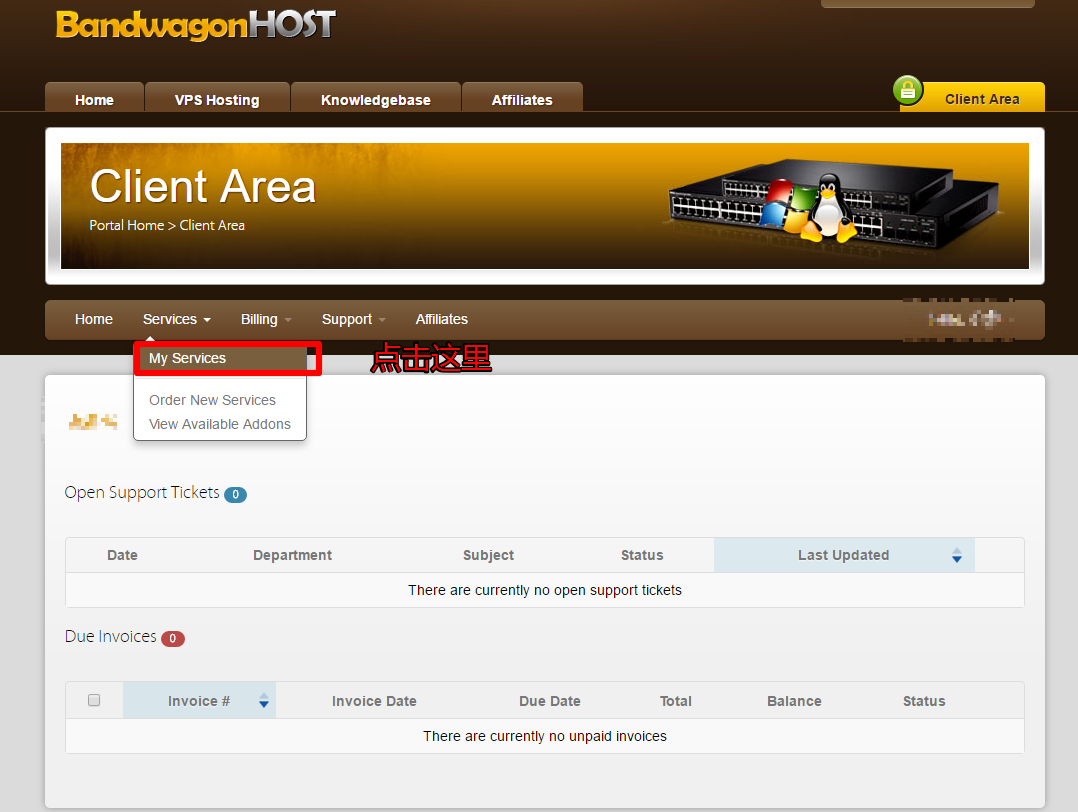 BandwagonHOST
Home VPS Hosting Knowledgebase Affiliates Client Area
Client Area
Portal Home > Client Area
Home Services Billing Support Affiliates
My Services
点击这里
Order New Services
View Available Addons
Open Support Tickets 0
Date Department Subject Status Last Updated
There are currently no open support tickets
Due Invoices 0
Invoice # Invoice Date Due Date Total Balance Status
There are currently no unpaid invoices